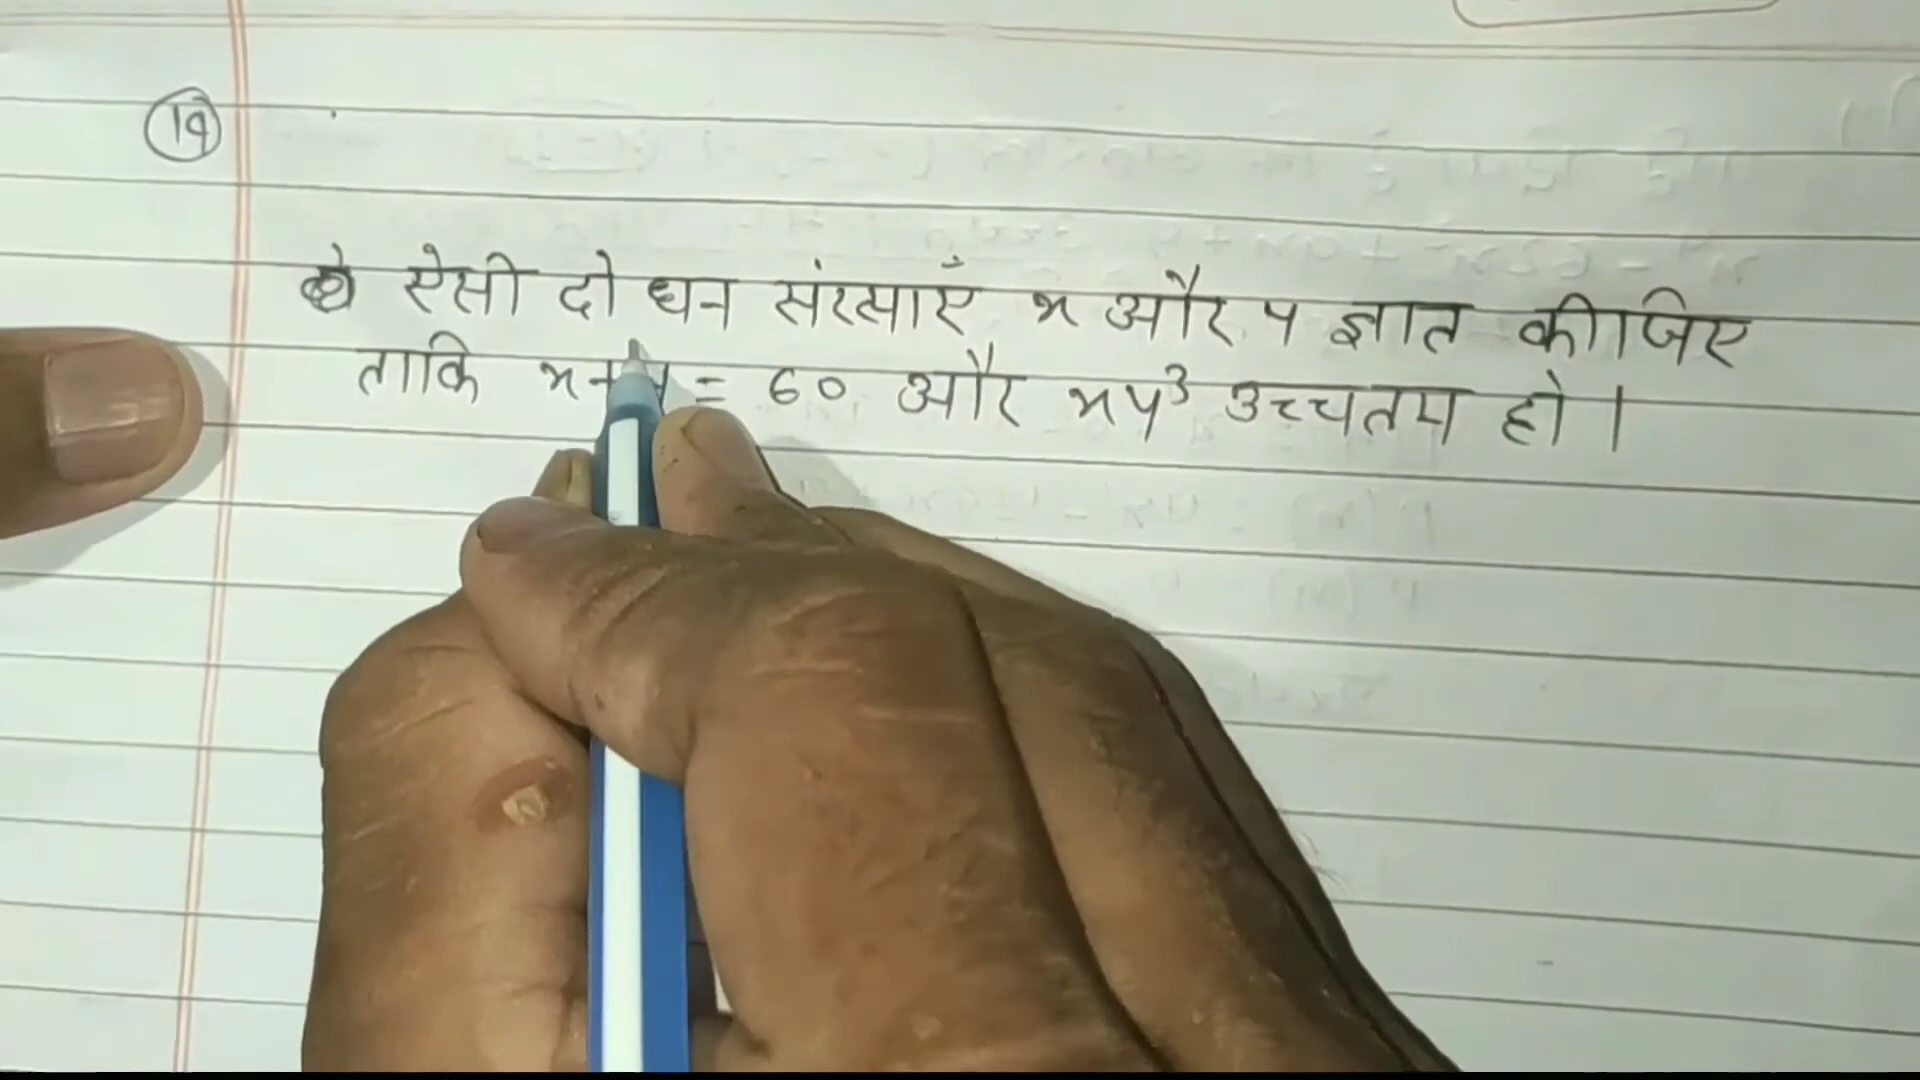 19
ऐसी दो धन संख्याएँ x और y ज्ञात कीजिए
ताकि x+y = 60 और xy³ उच्चतम हो।